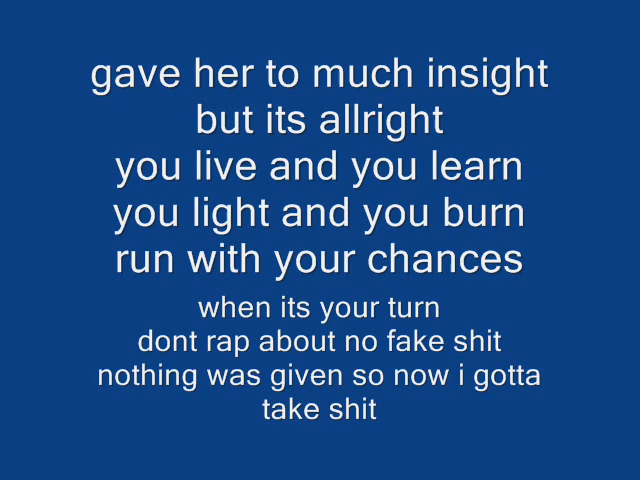 gave her to much insight
but its allright
you live and you learn
you light and you burn
run with your chances
when its your turn
dont rap about no fake shit
nothing was given so now i gotta
take shit